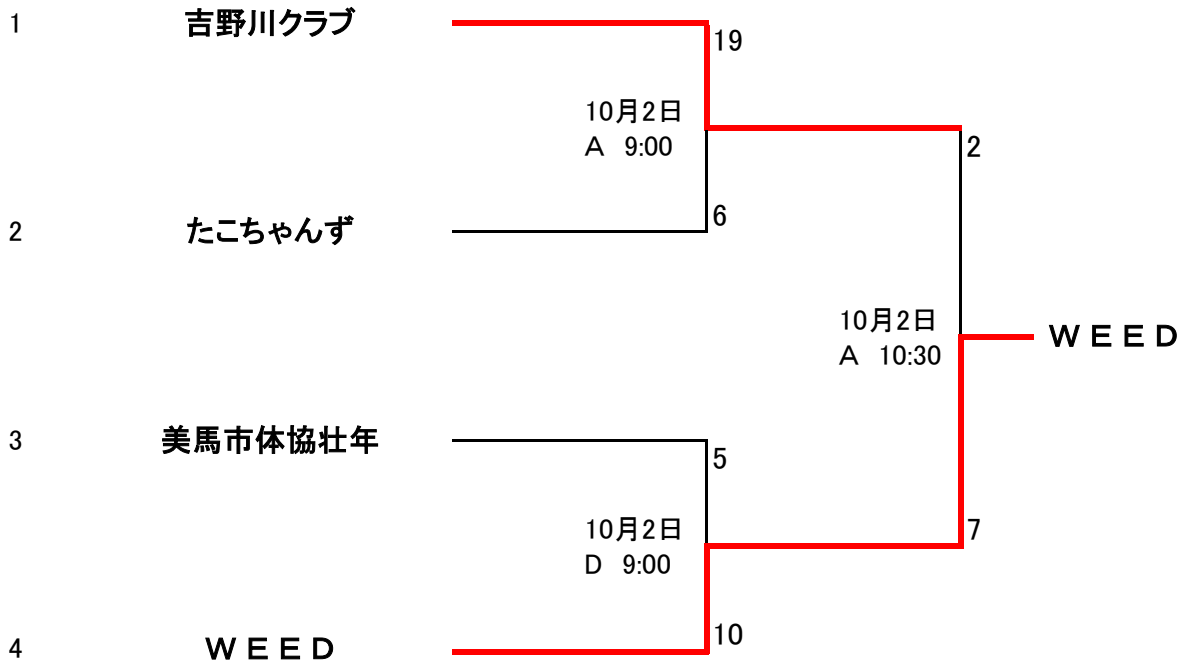 1 吉野川クラブ
19
10月2日
A 9:00
2
6
2 たこちゃんず
10月2日
A 10:30
ＷＥＥＤ
3 美馬市体協壮年
5
10月2日
D 9:00
7
10
4 ＷＥＥＤ